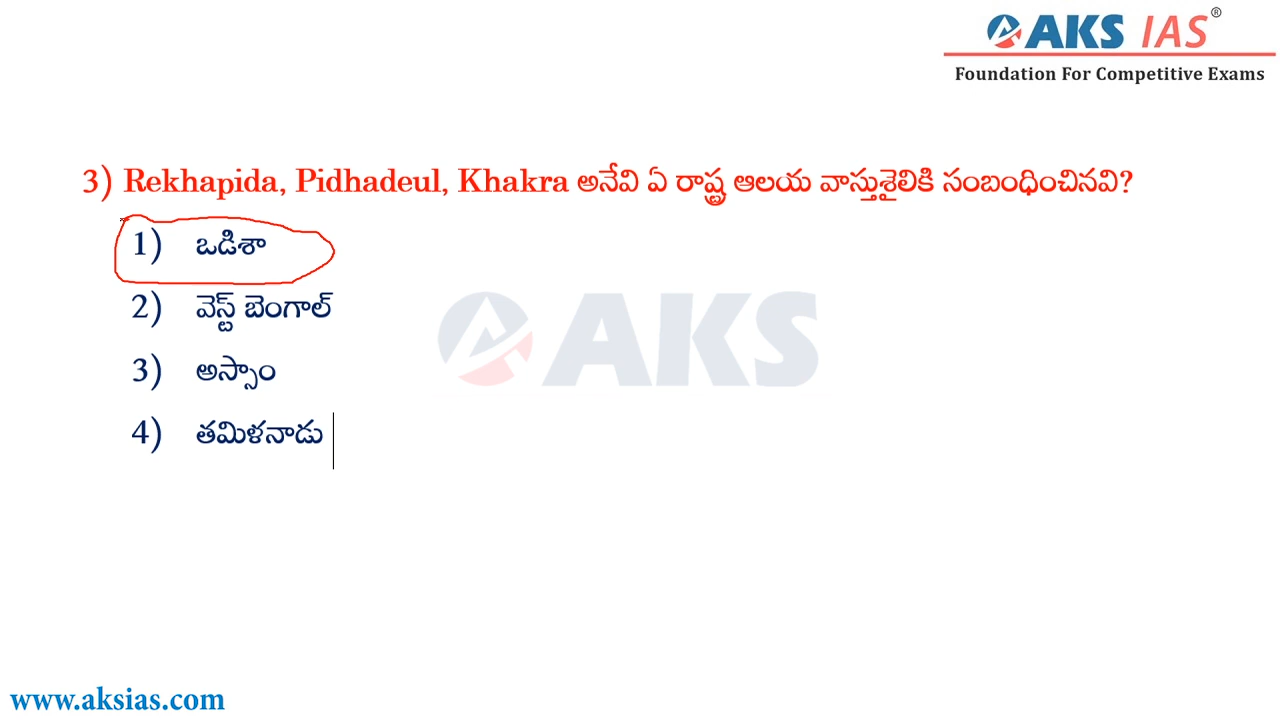 AKS IAS®
Foundation For Competitive Exams
3) Rekhapida, Pidhadeul, Khakra అనేవి ఏ రాష్ట్ర ఆలయ వాస్తుశైలికి సంబంధించినవి?
1) ఒడిశా
2) వెస్ట్ బెంగాల్
3) అస్సాం
4) తమిళనాడు
AKS
www.aksias.com